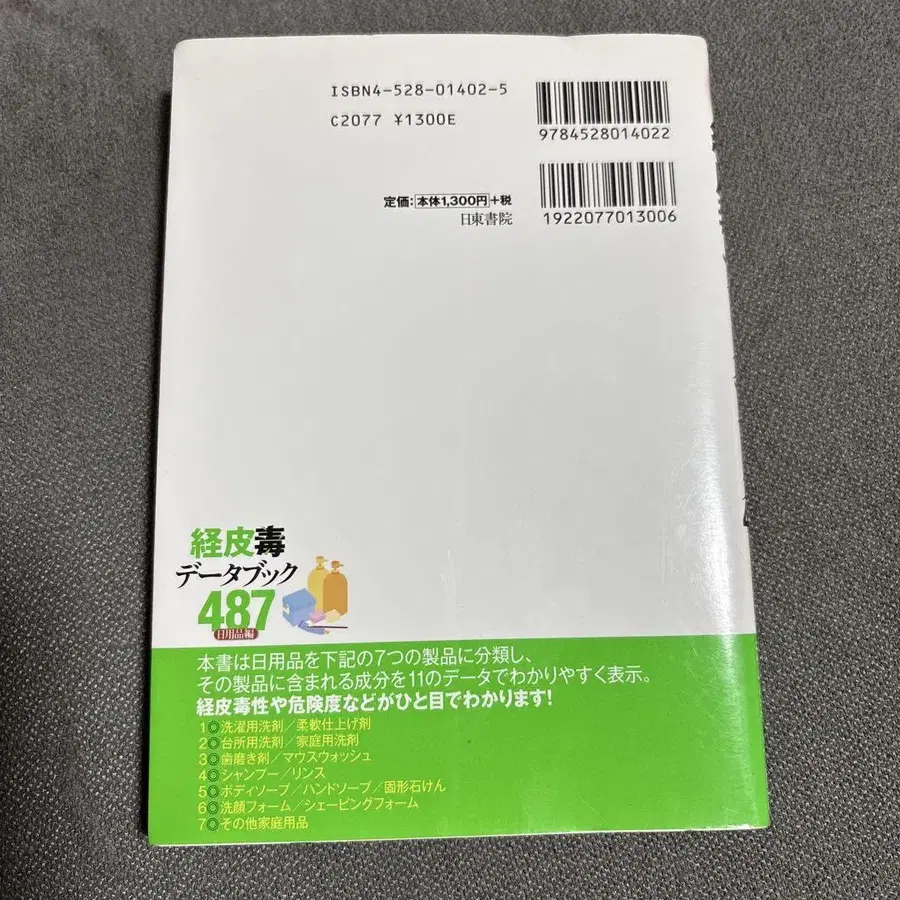 ISBN4-528-01402-5
C2077 ¥1300E
9784528014022
定価:本体1,300円+税
日東書院
1922077013006
経皮毒
データブック
487
日用品編
本書は日用品を下記の7つの製品に分類し、
その製品に含まれる成分を11のデータでわかりやすく表示。
経皮毒性や危険度などがひと目でわかります!
1◎洗濯用洗剤/柔軟仕上げ剤
2◎台所用洗剤/家庭用洗剤
3◎歯磨き剤/マウスウォッシュ
4◎シャンプー/リンス
5◎ボディソープ/ハンドソープ/固形石けん
6◎洗顔フォーム/シェービングフォーム
7◎その他家庭用品